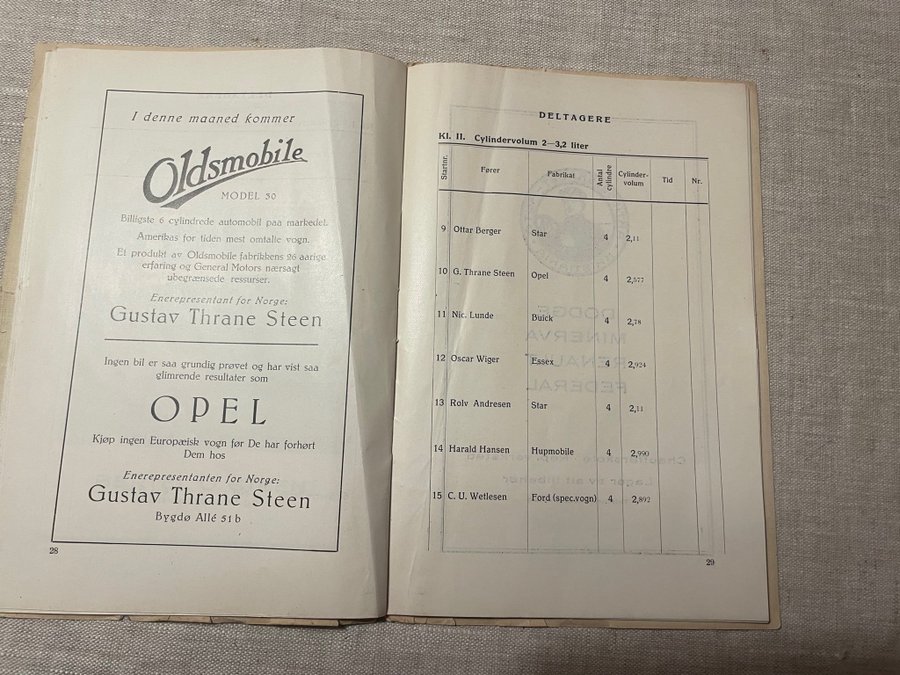 I denne maaned kommer
Oldsmobile
MODEL 30
Billigste 6 cylindrede automobil paa markedet.
Amerikas for tiden mest omtalte vogn.
Et produkt av Oldsmobile fabrikkens 26 aarige
erfaring og General Motors nærsagt
ubegrænsede ressurser.
Enerepresentant for Norge:
Gustav Thrane Steen
Ingen bil er saa grundig prøvet og har vist saa
glimrende resultater som
OPEL
Kjøp ingen Europæisk vogn før De har forhørt
Dem hos
Enerepresentanten for Norge:
Gustav Thrane Steen
Bygdø Allé 51 b
28
DELTAGERE
Kl. II. Cylindervolum 2—3,2 liter
Startnr. Fører Fabrikat Antal cylindre Cylinder-volum Tid Nr.
9 Ottar Berger Star 4 2,11
10 G. Thrane Steen Opel 4 2,577
11 Nic. Lunde Buick 4 2,78
12 Oscar Wiger Essex 4 2,924
13 Rolv Andresen Star 4 2,11
14 Harald Hansen Hupmobile 4 2,990
15 C. U. Wetlesen Ford (spec.vogn) 4 2,892
29